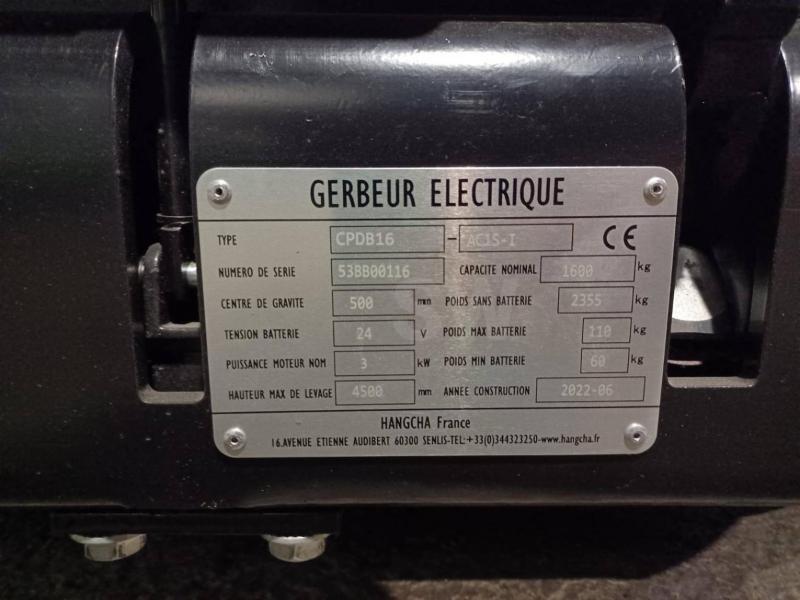 GERBEUR ELECTRIQUE
TYPE CPDB16 - AC1S-I CE
NUMERO DE SERIE 53BB00116 CAPACITE NOMINAL 1600 kg
CENTRE DE GRAVITE 500 mm POIDS SANS BATTERIE 2355 kg
TENSION BATTERIE 24 V POIDS MAX BATTERIE 110 kg
PUISSANCE MOTEUR NOM 3 kW POIDS MIN BATTERIE 60 kg
HAUTEUR MAX DE LEVAGE 4500 mm ANNEE CONSTRUCTION 2022-06
HANGCHA France
16.AVENUE ETIENNE AUDIBERT 60300 SENLIS-TEL:+33(0)344323250-www.hangcha.fr